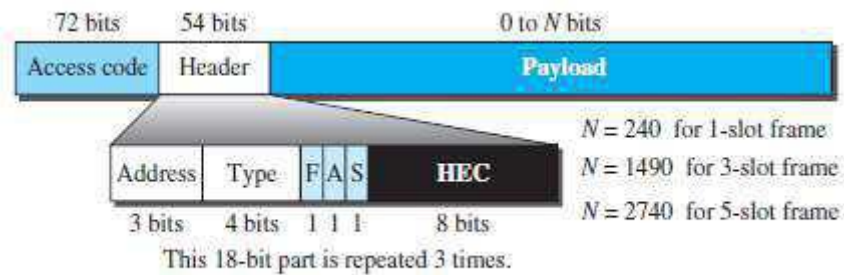 72 bits 54 bits 0 to N bits
Access code Header Payload
N = 240 for 1-slot frame
Address Type F A S HEC
N = 1490 for 3-slot frame
3 bits 4 bits 1 1 1 8 bits
N = 2740 for 5-slot frame
This 18-bit part is repeated 3 times.